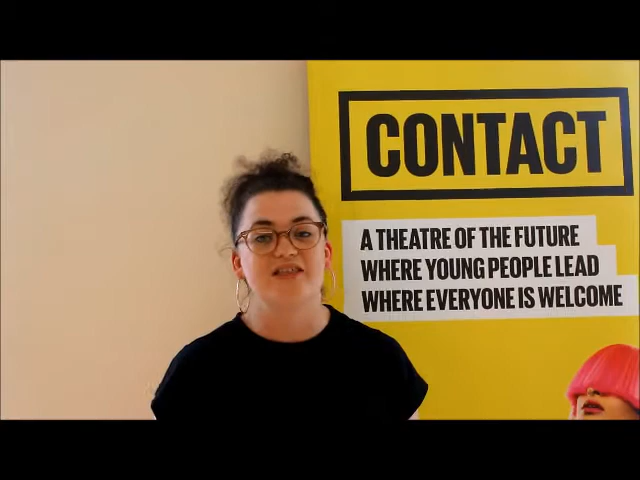 CONTACT
A THEATRE OF THE FUTURE
WHERE YOUNG PEOPLE LEAD
WHERE EVERYONE IS WELCOME